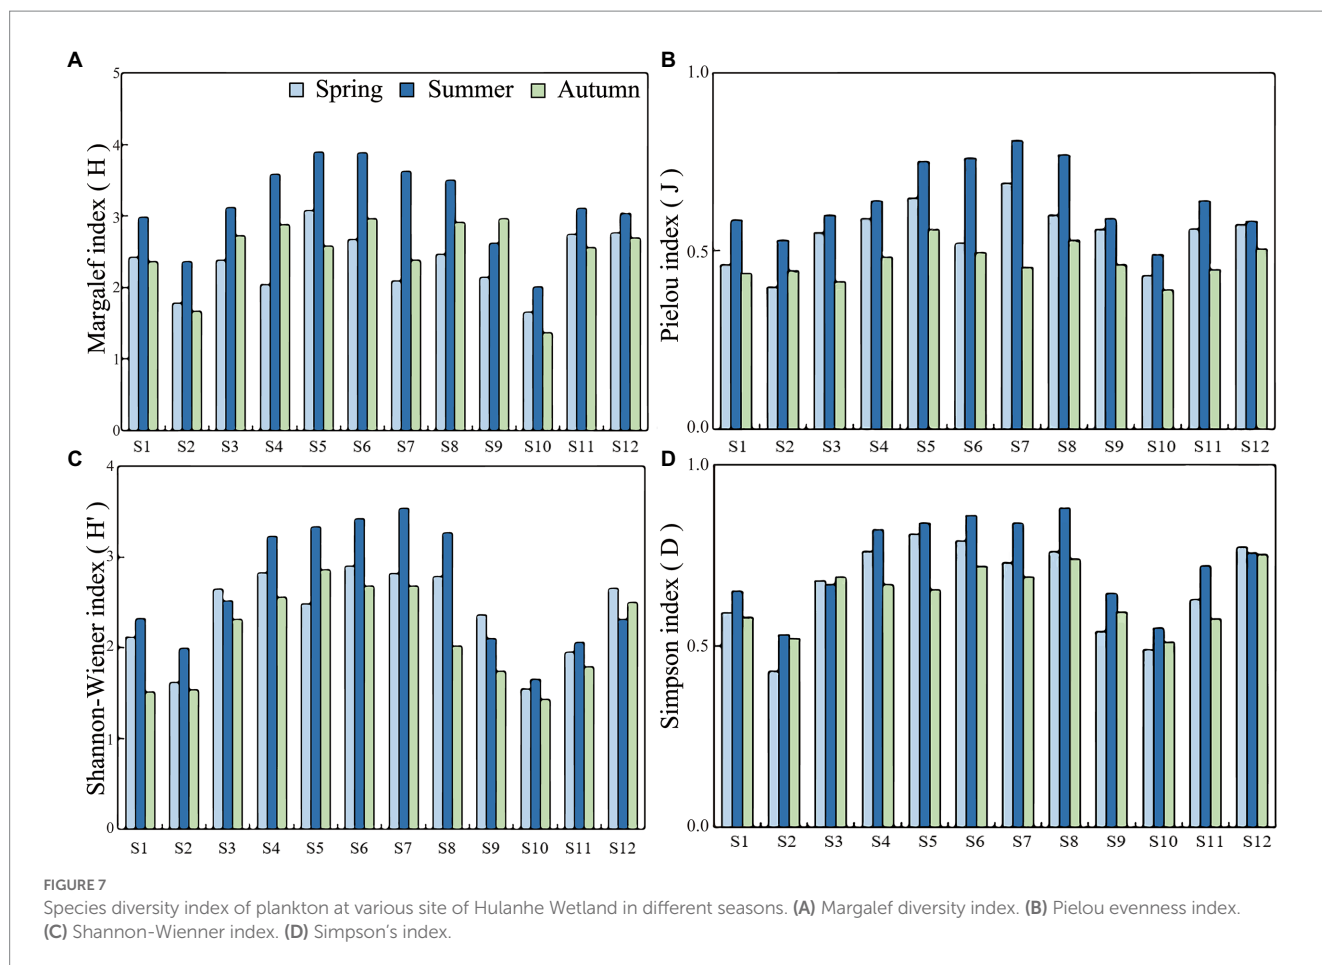 A
B
Spring Summer Autumn
Margalef index ( H )
5
4
3
2
1
0
S1 S2 S3 S4 S5 S6 S7 S8 S9 S10 S11 S12
Pielou index ( J )
1.0
0.5
0.0
S1 S2 S3 S4 S5 S6 S7 S8 S9 S10 S11 S12
C
D
Shannon-Wiener index ( H' )
4
3
2
1
0
S1 S2 S3 S4 S5 S6 S7 S8 S9 S10 S11 S12
Simpson index ( D )
1.0
0.5
0.0
S1 S2 S3 S4 S5 S6 S7 S8 S9 S10 S11 S12
FIGURE 7
Species diversity index of plankton at various site of Hulanhe Wetland in different seasons. (A) Margalef diversity index. (B) Pielou evenness index.
(C) Shannon-Wienner index. (D) Simpson's index.